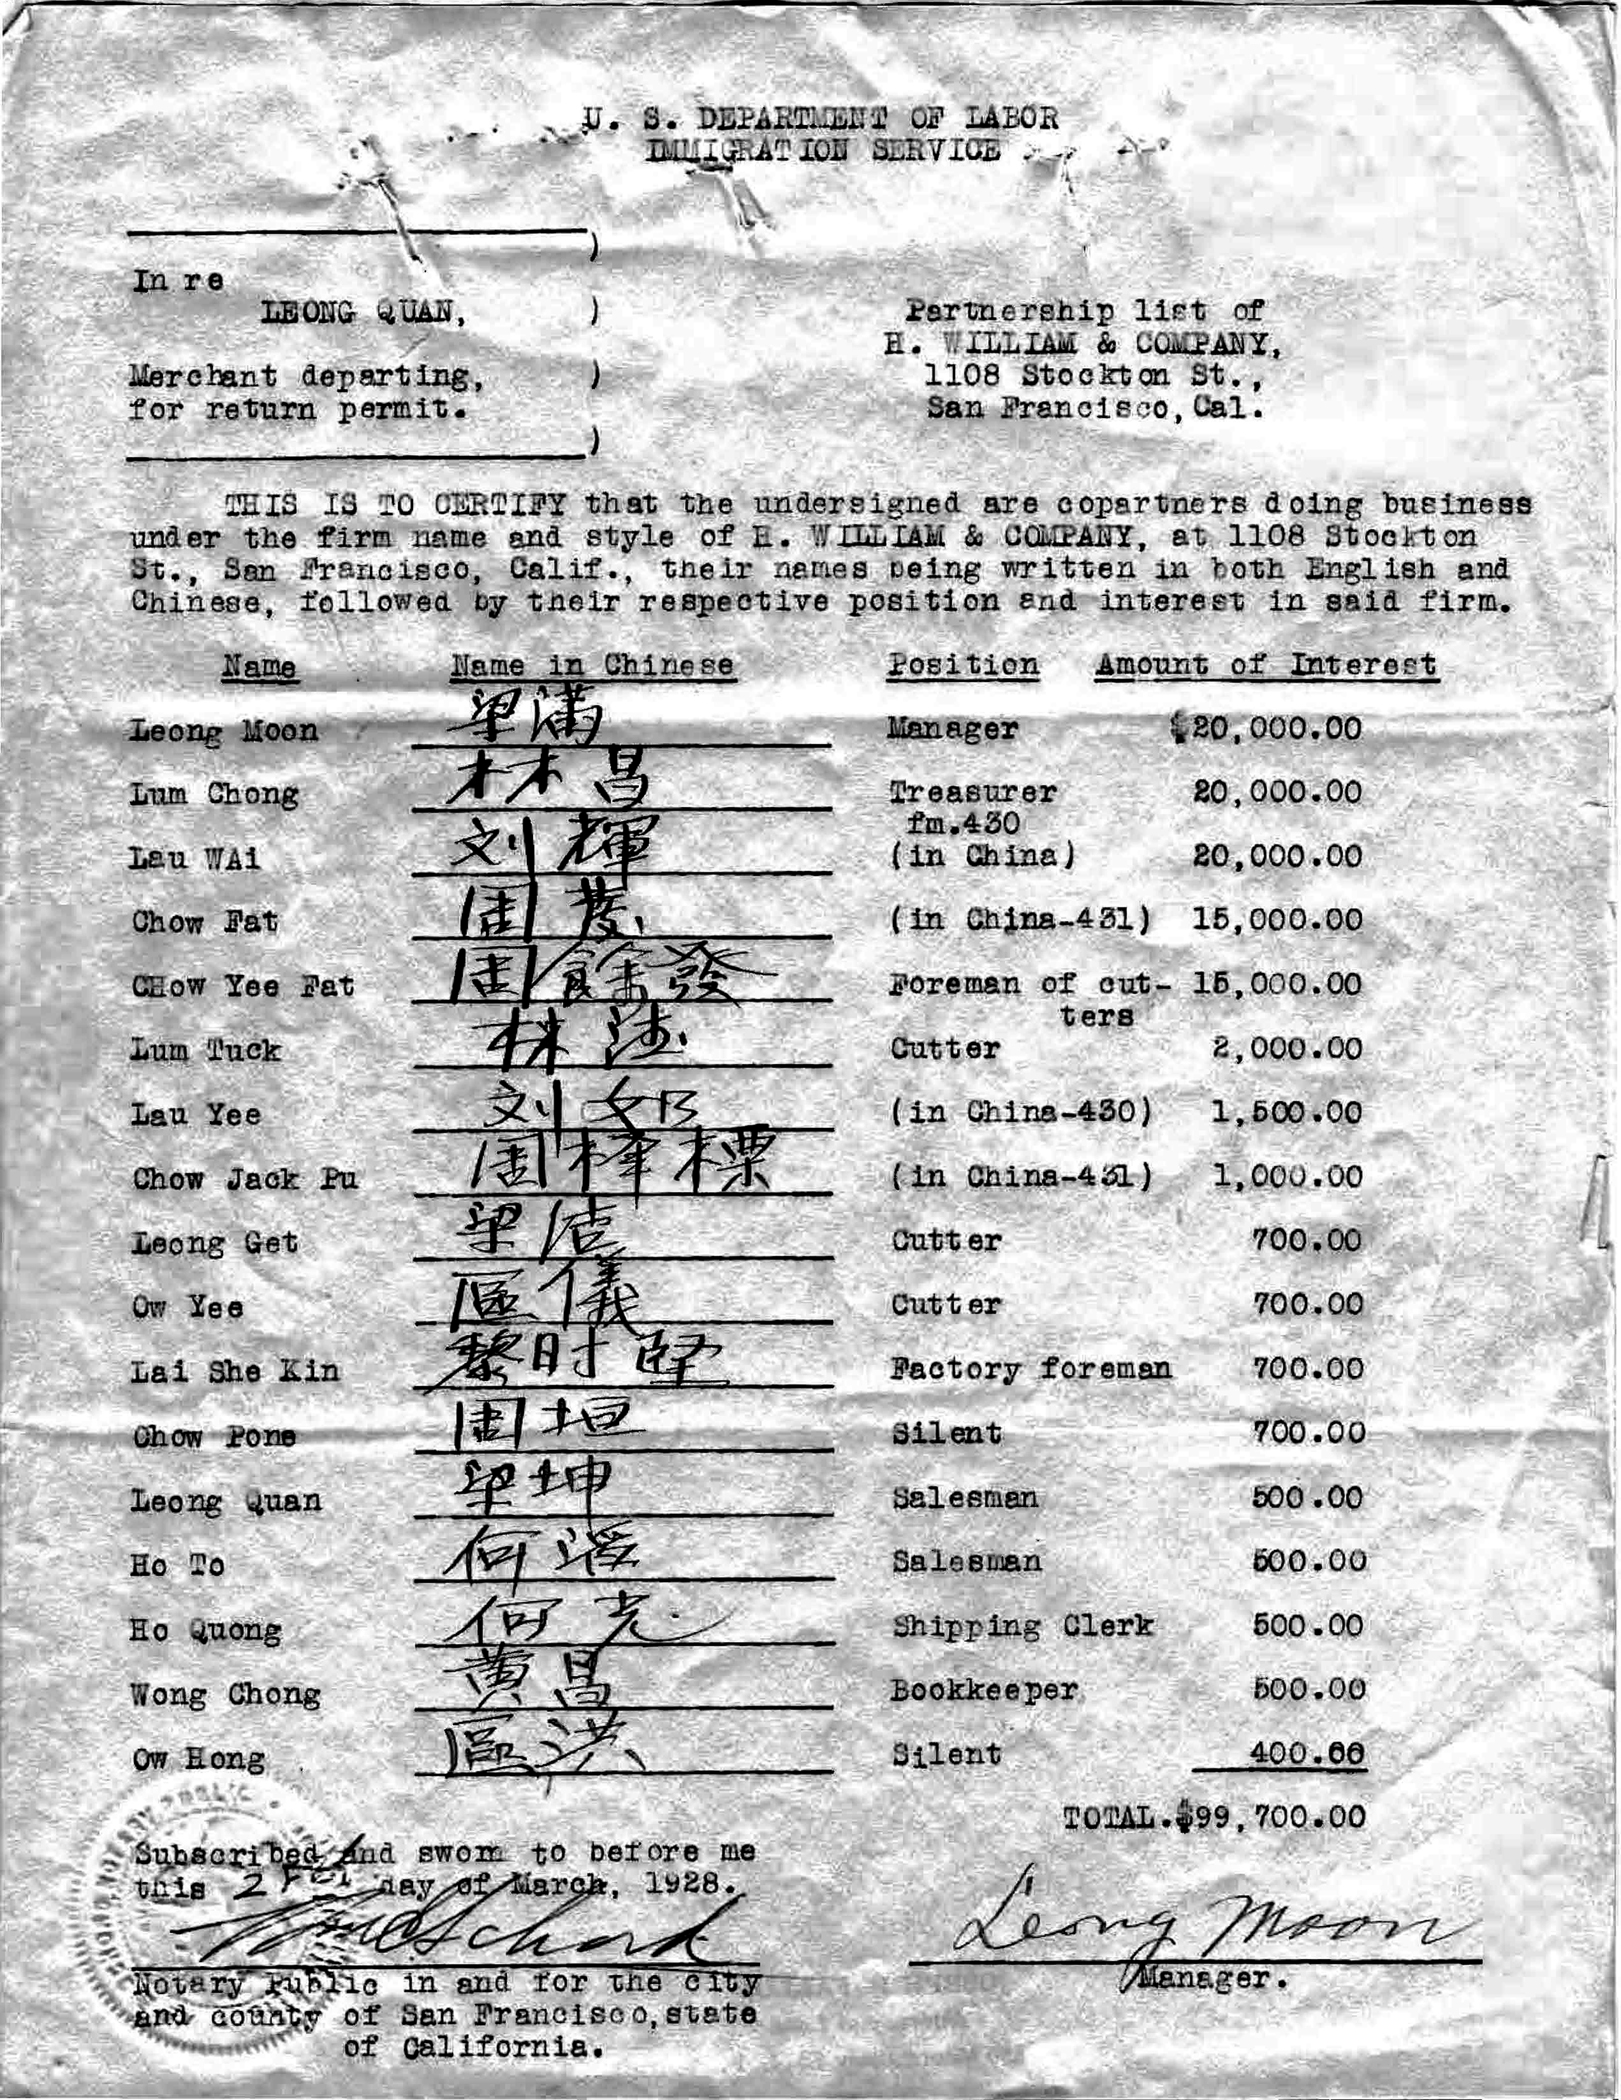 U. S. DEPARTMENT OF LABOR
IMMIGRATION SERVICE
In re
LEONG QUAN,
Merchant departing,
for return permit.
)
)
)
)
Partnership list of
H. WILLIAM & COMPANY,
1108 Stockton St.,
San Francisco, Cal.
THIS IS TO CERTIFY that the undersigned are copartners doing business
under the firm name and style of H. WILLIAM & COMPANY, at 1108 Stockton
St., San Francisco, Calif., their names being written in both English and
Chinese, followed by their respective position and interest in said firm.
Name Name in Chinese Position Amount of Interest
Leong Moon 梁滿 Manager $20,000.00
Lum Chong 林昌 Treasurer 20,000.00
fm.430
Lau WAi 刘輝 (in China) 20,000.00
Chow Fat 周 (in China-431) 15,000.00
CHow Yee Fat 周餘發 Foreman of cut- 15,000.00
ters
Lum Tuck 林 Cutter 2,000.00
Lau Yee 刘 (in China-430) 1,500.00
Chow Jack Pu 周 標 (in China-431) 1,000.00
Leong Get 梁 Cutter 700.00
Ow Yee 區儀 Cutter 700.00
Lai She Kin 黎时堅 Factory foreman 700.00
Chow Pone 周垣 Silent 700.00
Leong Quan 梁坤 Salesman 500.00
Ho To 何滔 Salesman 500.00
Ho Quong 何光 Shipping Clerk 500.00
Wong Chong 黄昌 Bookkeeper 500.00
Ow Hong 區洪 Silent 400.00
TOTAL.$99,700.00
Subscribed and sworn to before me
this 2 day of March, 1928.
Notary Public in and for the city
and county of San Francisco, state
of California.
Leong Moon
Manager.